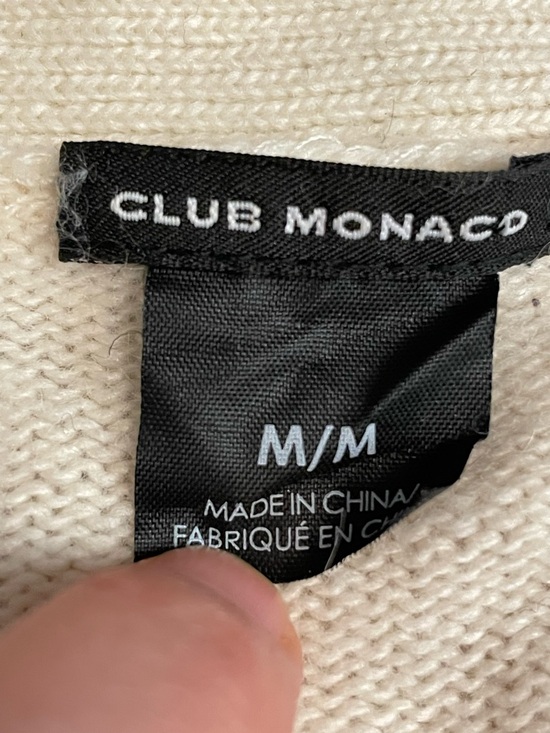 CLUB MONACO
M/M
MADE IN CHINA/
FABRIQUÉ EN